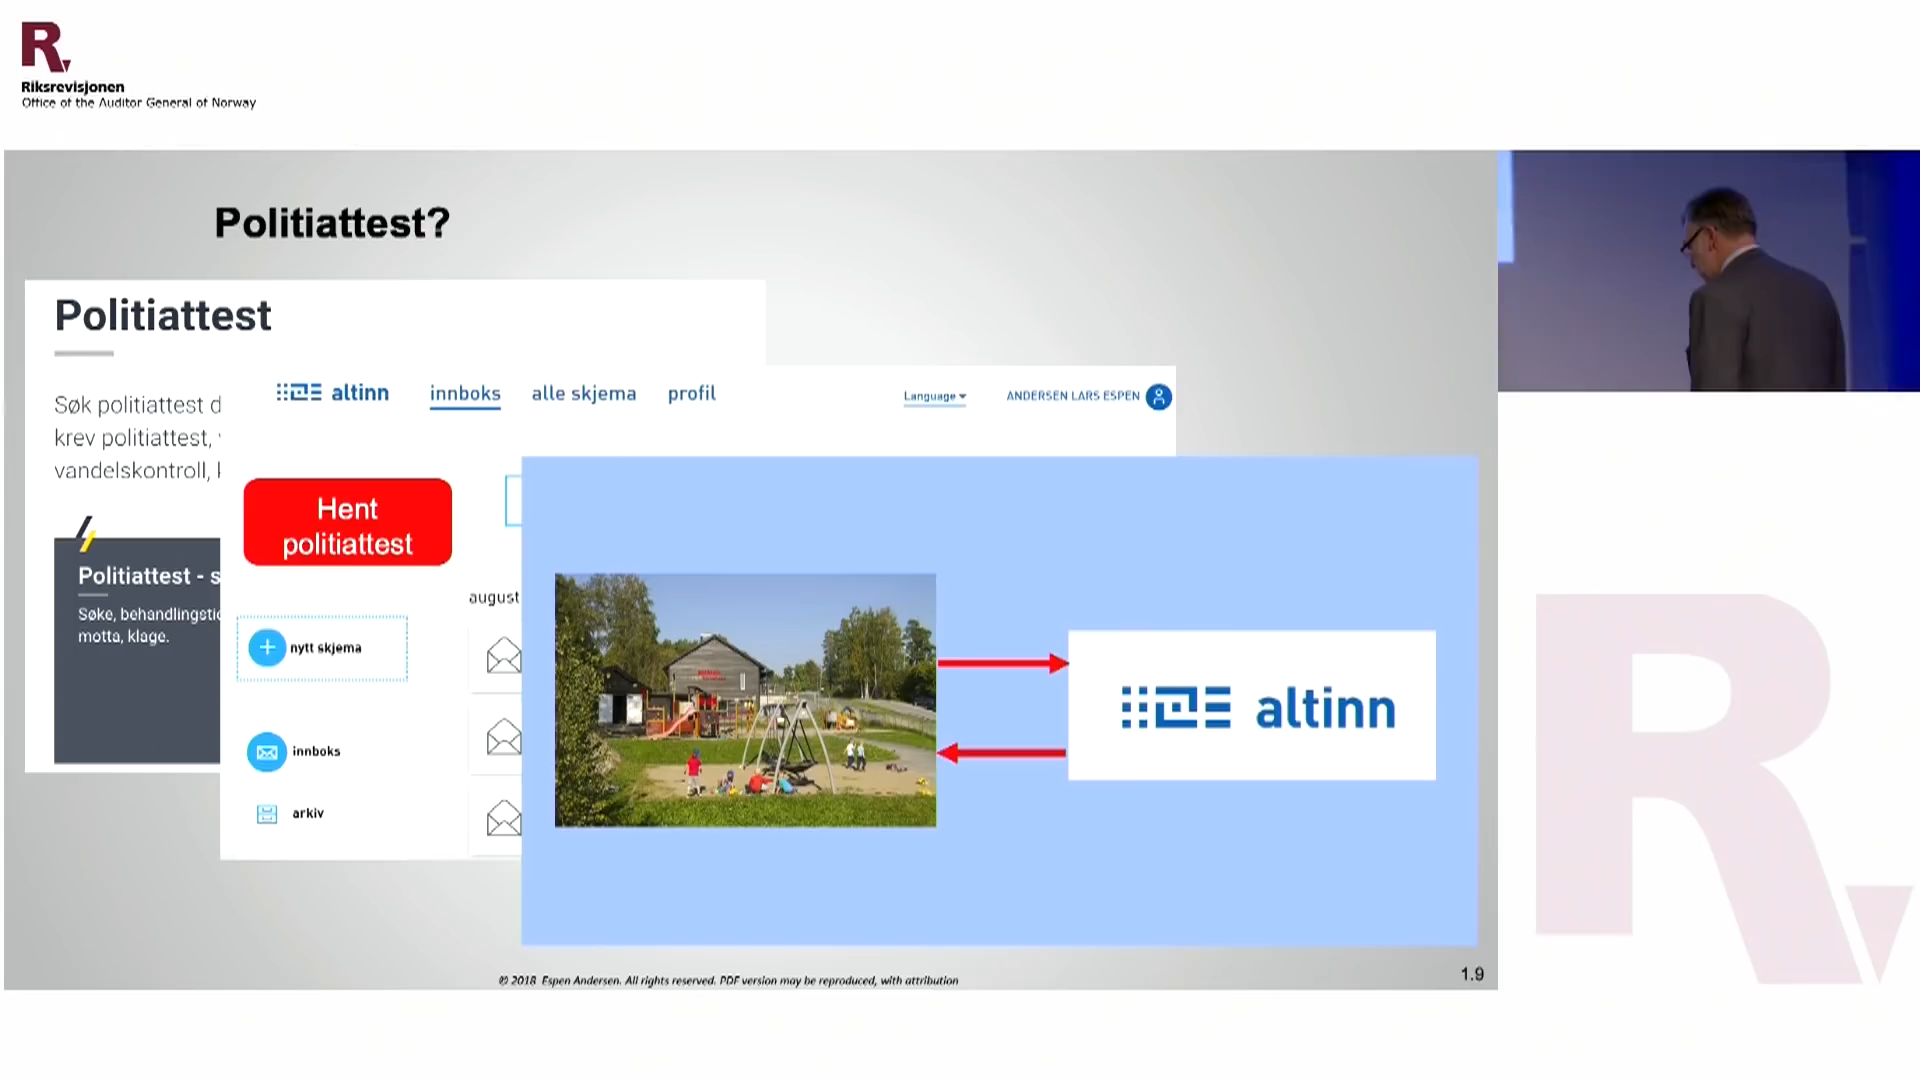 R
Riksrevisjonen
Office of the Auditor General of Norway
Politiattest?
Politiattest
Søk politiattest d
krev politiattest,
vandelskontroll,
Politiattest - s
Søke, behandlingstid
motta, klage.
altinn innboks alle skjema profil Language ANDERSEN LARS ESPEN
Hent
politiattest
august
nytt skjema
innboks
arkiv
altinn
© 2018 Espen Andersen. All rights reserved. PDF version may be reproduced, with attribution
1.9
R